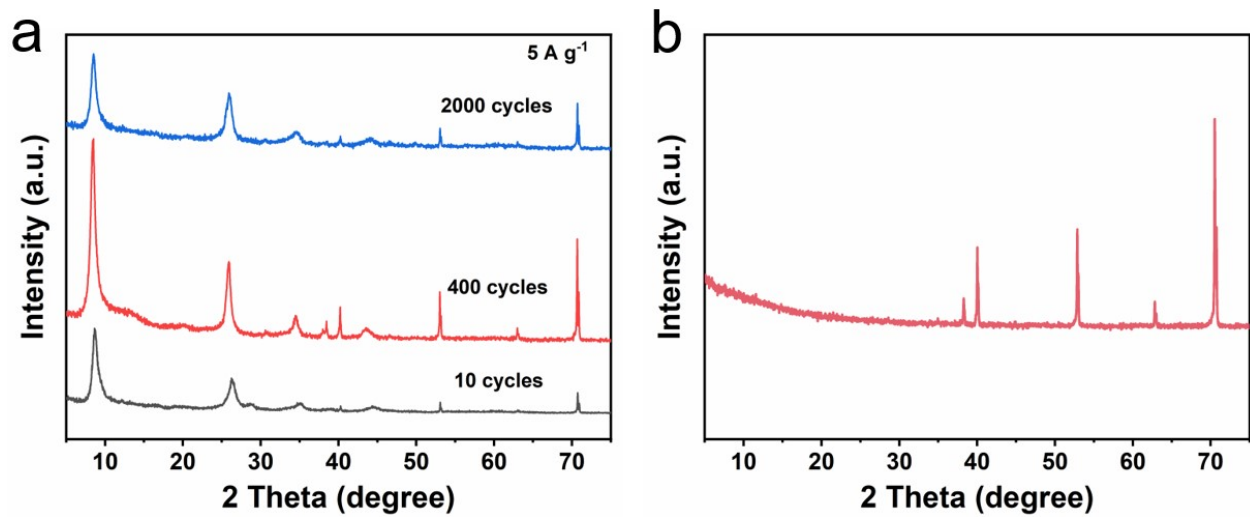 a
5 A g⁻¹
2000 cycles
400 cycles
10 cycles
Intensity (a.u.)
10 20 30 40 50 60 70
2 Theta (degree)
b
Intensity (a.u.)
10 20 30 40 50 60 70
2 Theta (degree)